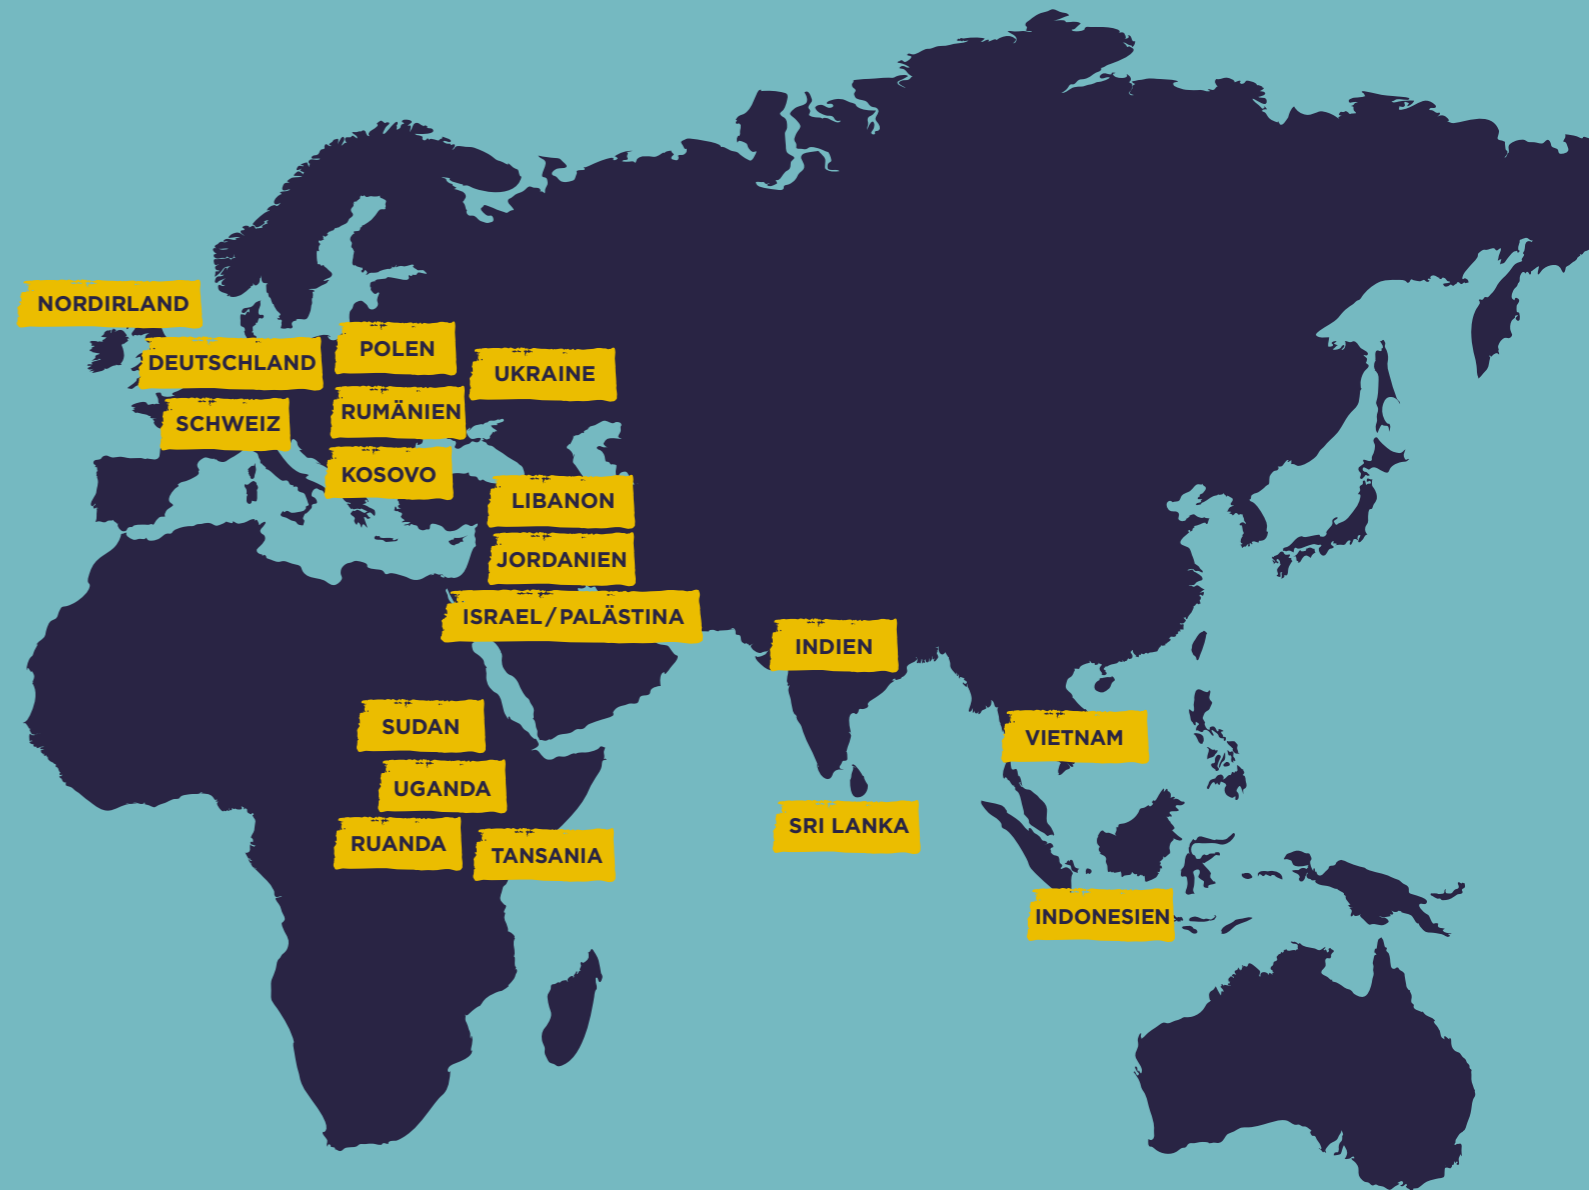 NORDIRLAND
DEUTSCHLAND
POLEN
UKRAINE
SCHWEIZ
RUMÄNIEN
KOSOVO
LIBANON
JORDANIEN
ISRAEL/PALÄSTINA
INDIEN
SUDAN
VIETNAM
UGANDA
SRI LANKA
RUANDA
TANSANIA
INDONESIEN